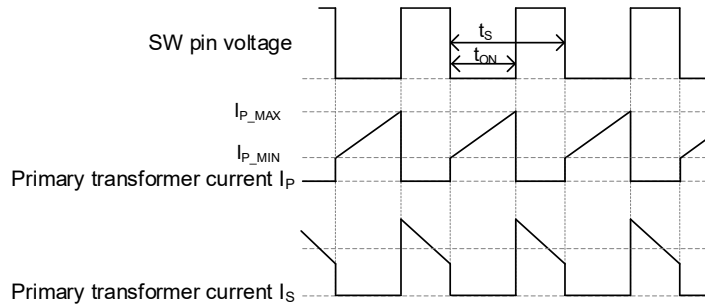 SW pin voltage
tS
tON
IP_MAX
IP_MIN
Primary transformer current IP
Primary transformer current IS